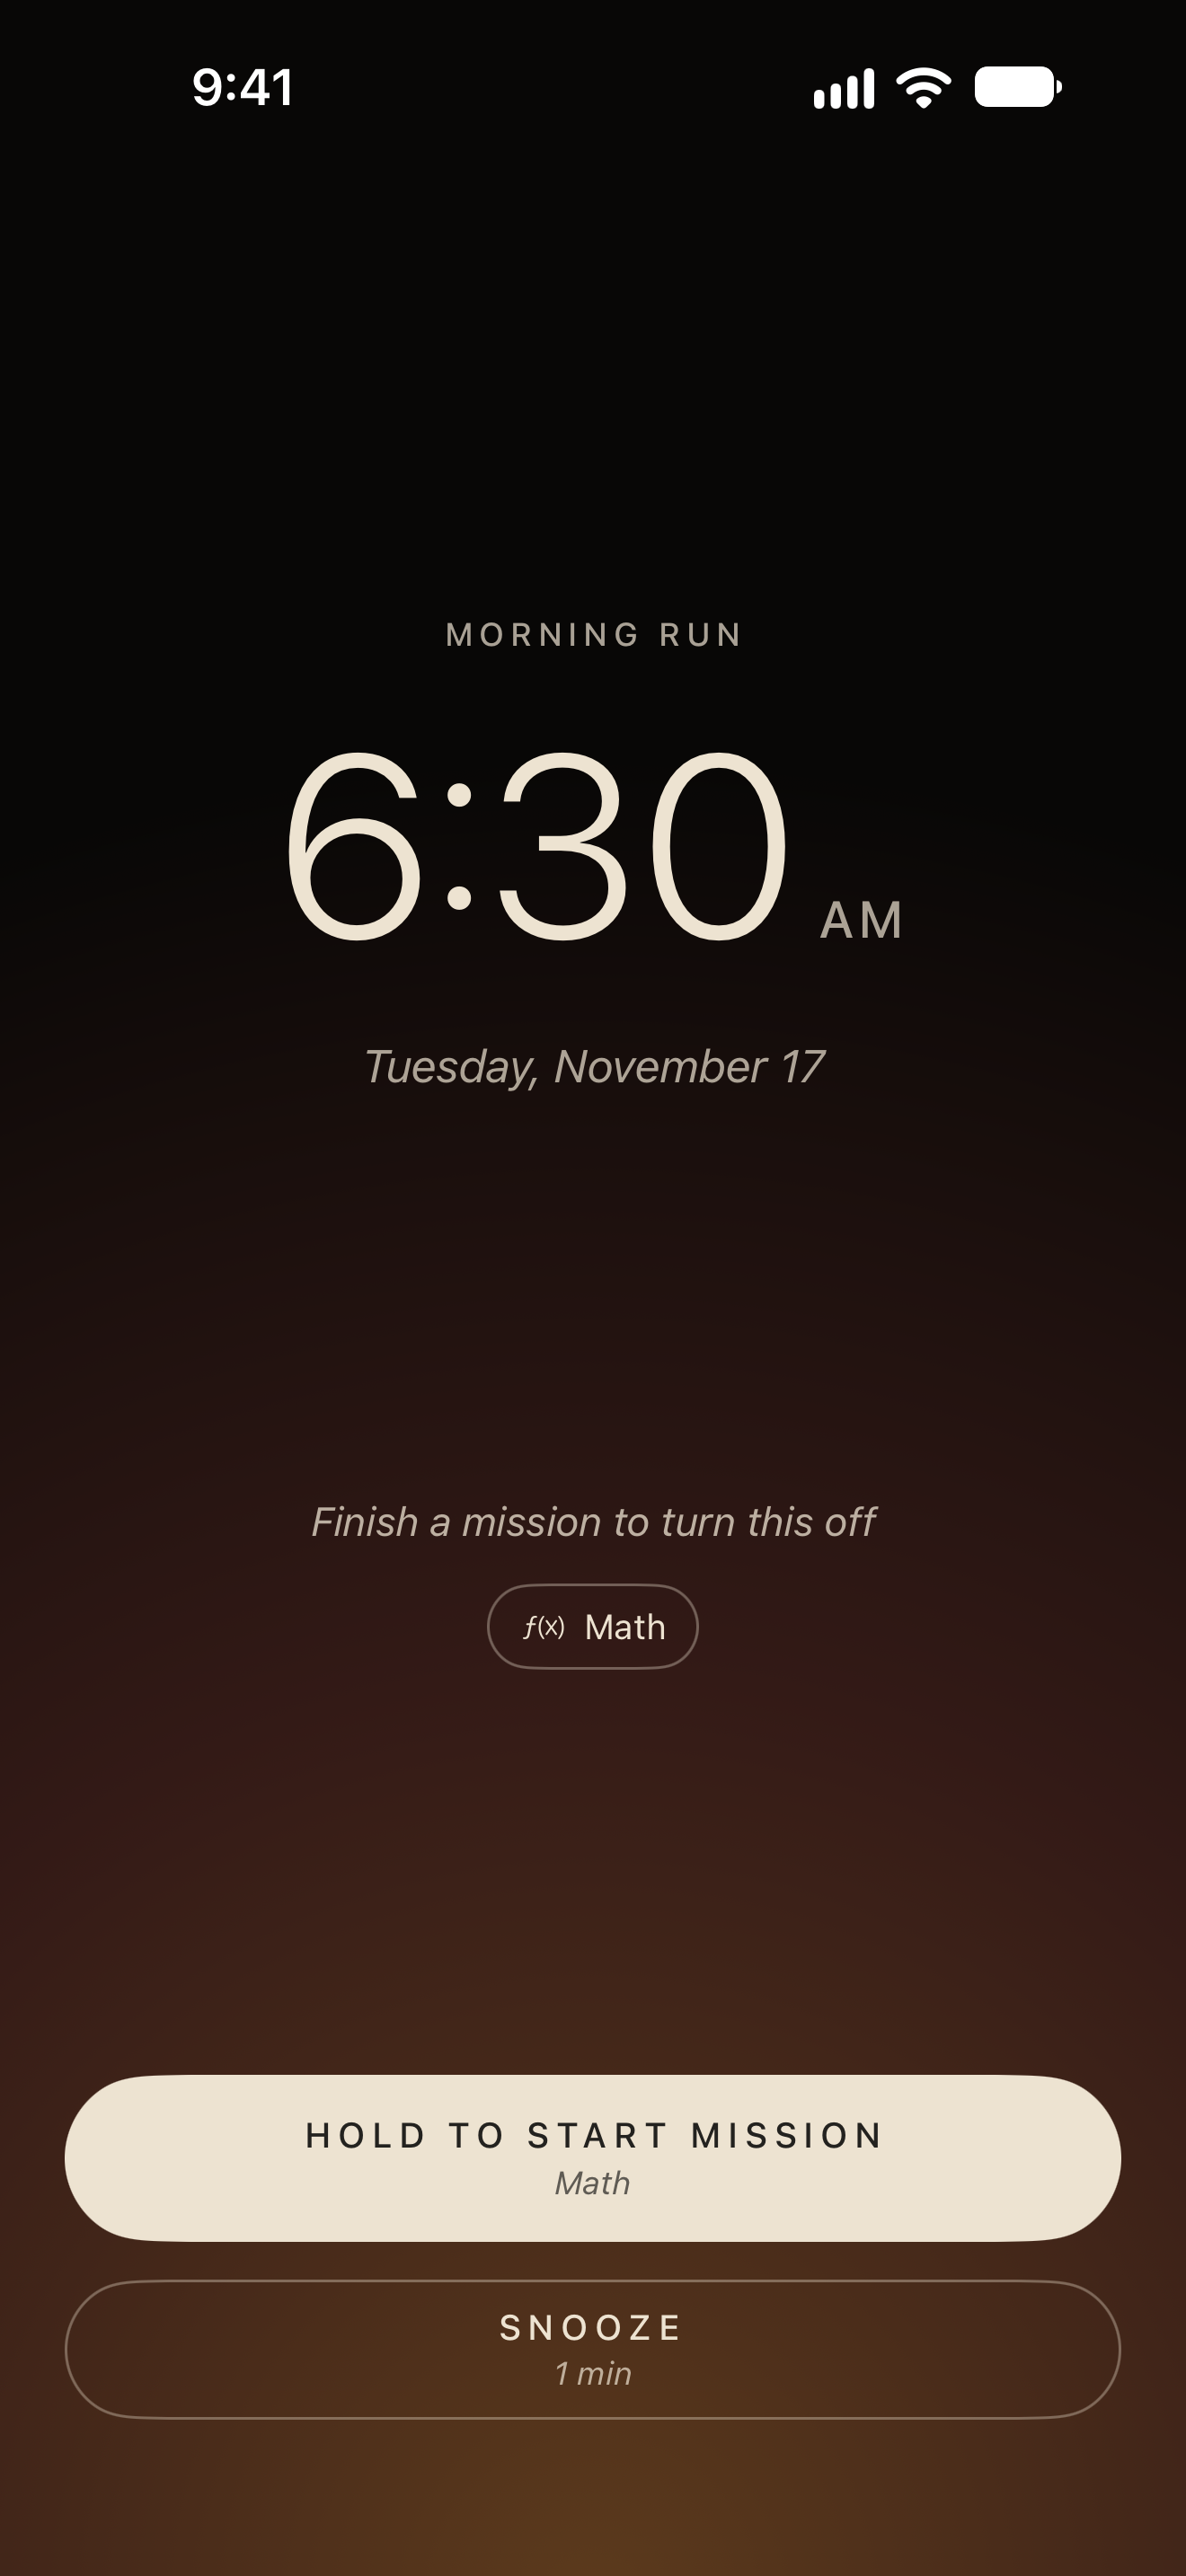 9:41
MORNING RUN
6:30 AM
Tuesday, November 17
Finish a mission to turn this off
ƒ(x) Math
HOLD TO START MISSION
Math
SNOOZE
1 min